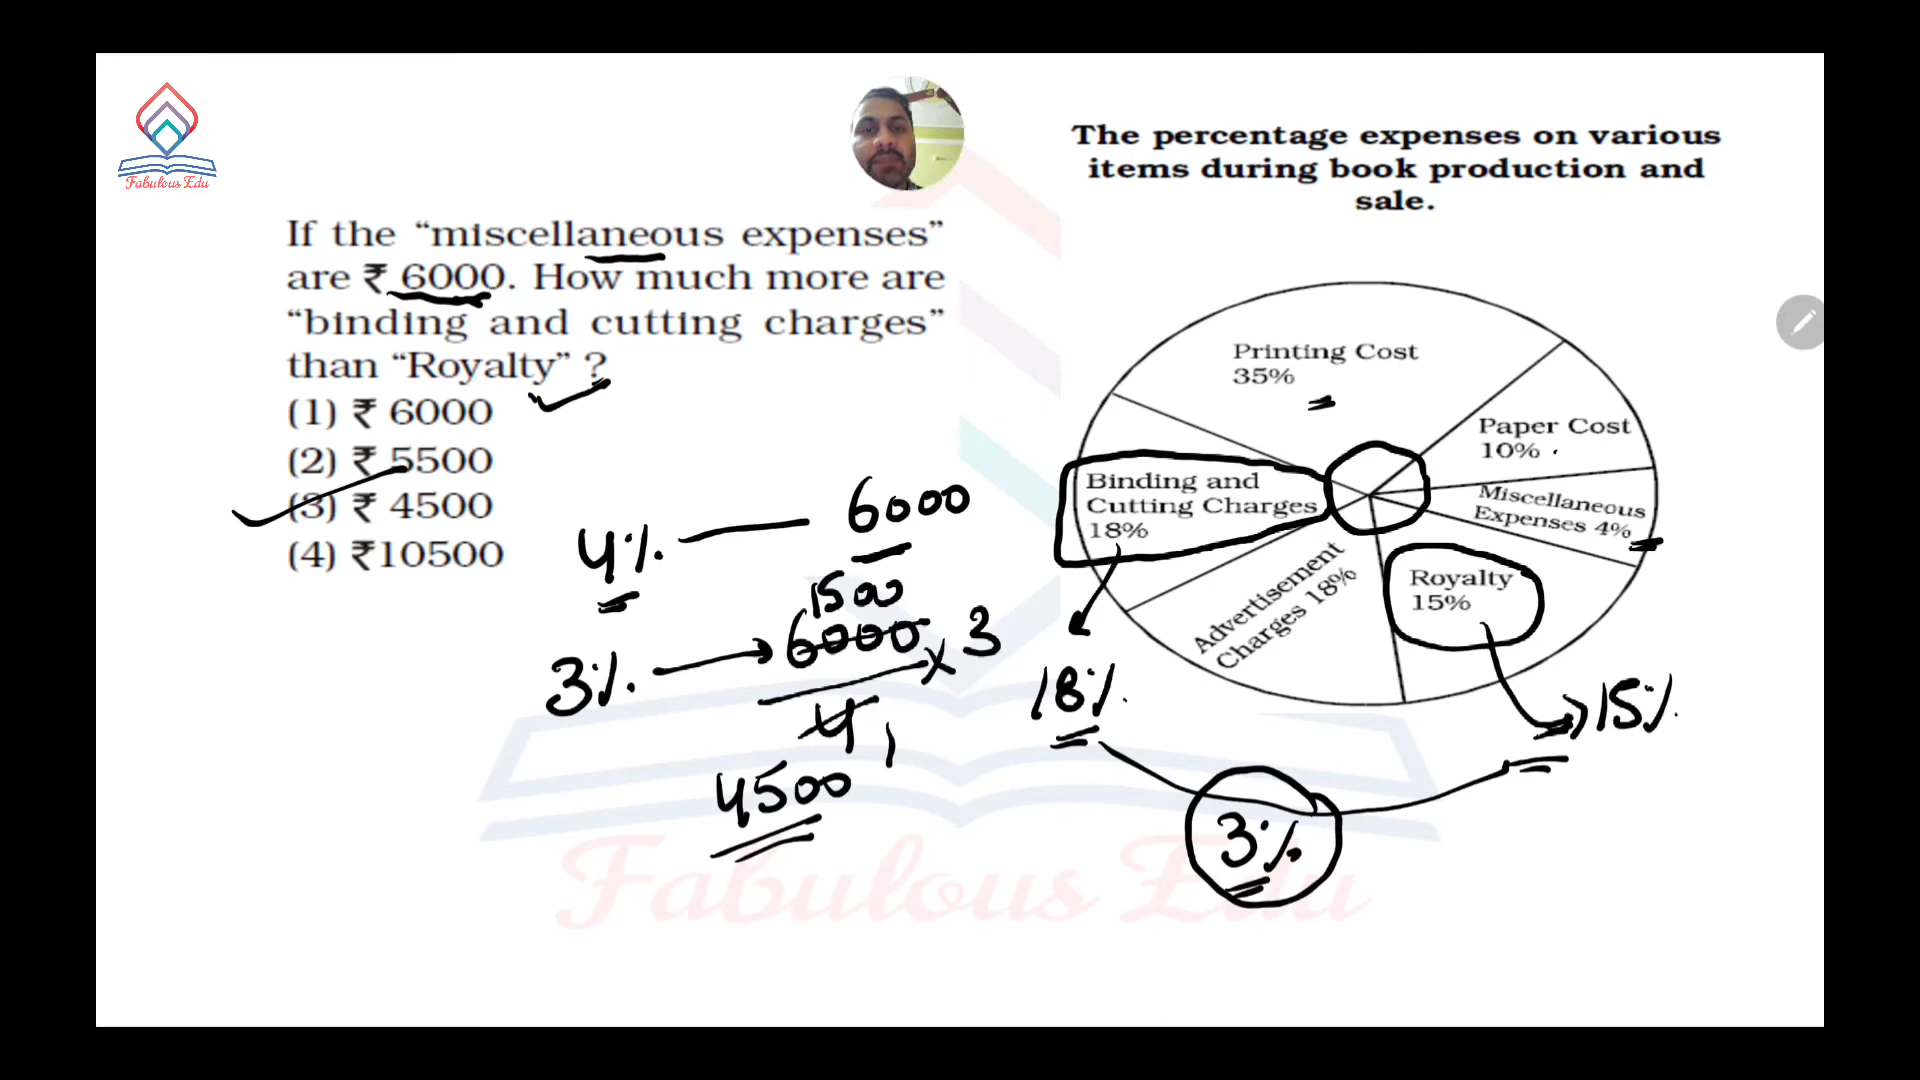 Fabulous Edu
The percentage expenses on various
items during book production and
sale.
If the “miscellaneous expenses”
are ₹ 6000. How much more are
“binding and cutting charges”
than “Royalty” ?
(1) ₹ 6000
(2) ₹ 5500
(3) ₹ 4500
(4) ₹10500
Printing Cost
35%
Paper Cost
10%
Miscellaneous
Expenses 4%
Binding and
Cutting Charges
18%
Advertisement
Charges 18%
Royalty
15%
4% — 6000
1500
3% → 6000 × 3
4 1
4500
18%
15%
3%
Fabulous Edu